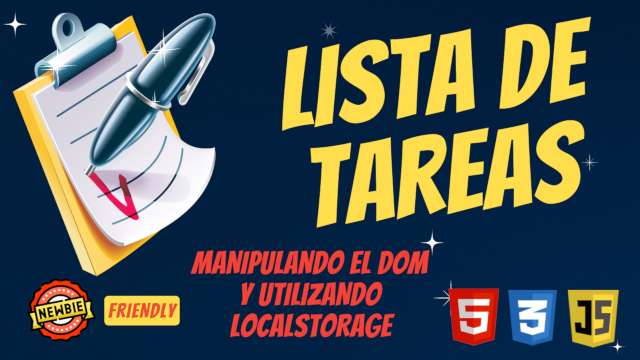 LISTA DE
TAREAS
MANIPULANDO EL DOM
Y UTILIZANDO
LOCALSTORAGE
NEWBIE
FRIENDLY
5
3
JS